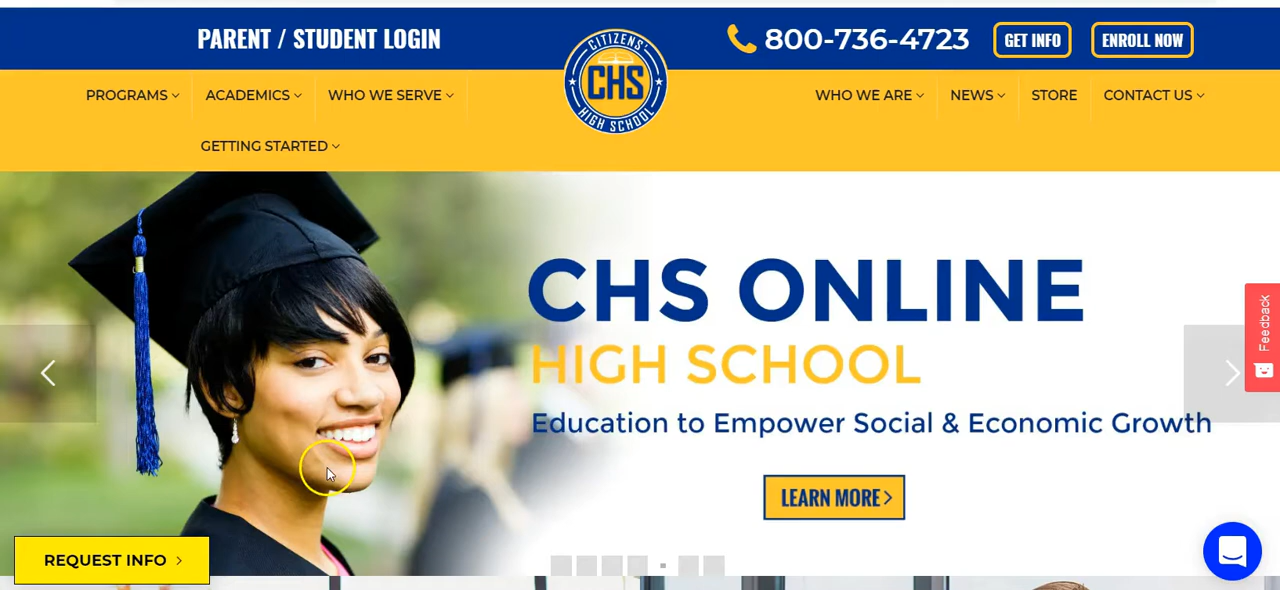 PARENT / STUDENT LOGIN
800-736-4723
GET INFO
ENROLL NOW
CITIZENS'
CHS
HIGH SCHOOL
PROGRAMS
ACADEMICS
WHO WE SERVE
WHO WE ARE
NEWS
STORE
CONTACT US
GETTING STARTED
CHS ONLINE
HIGH SCHOOL
Education to Empower Social & Economic Growth
LEARN MORE
Feedback
REQUEST INFO